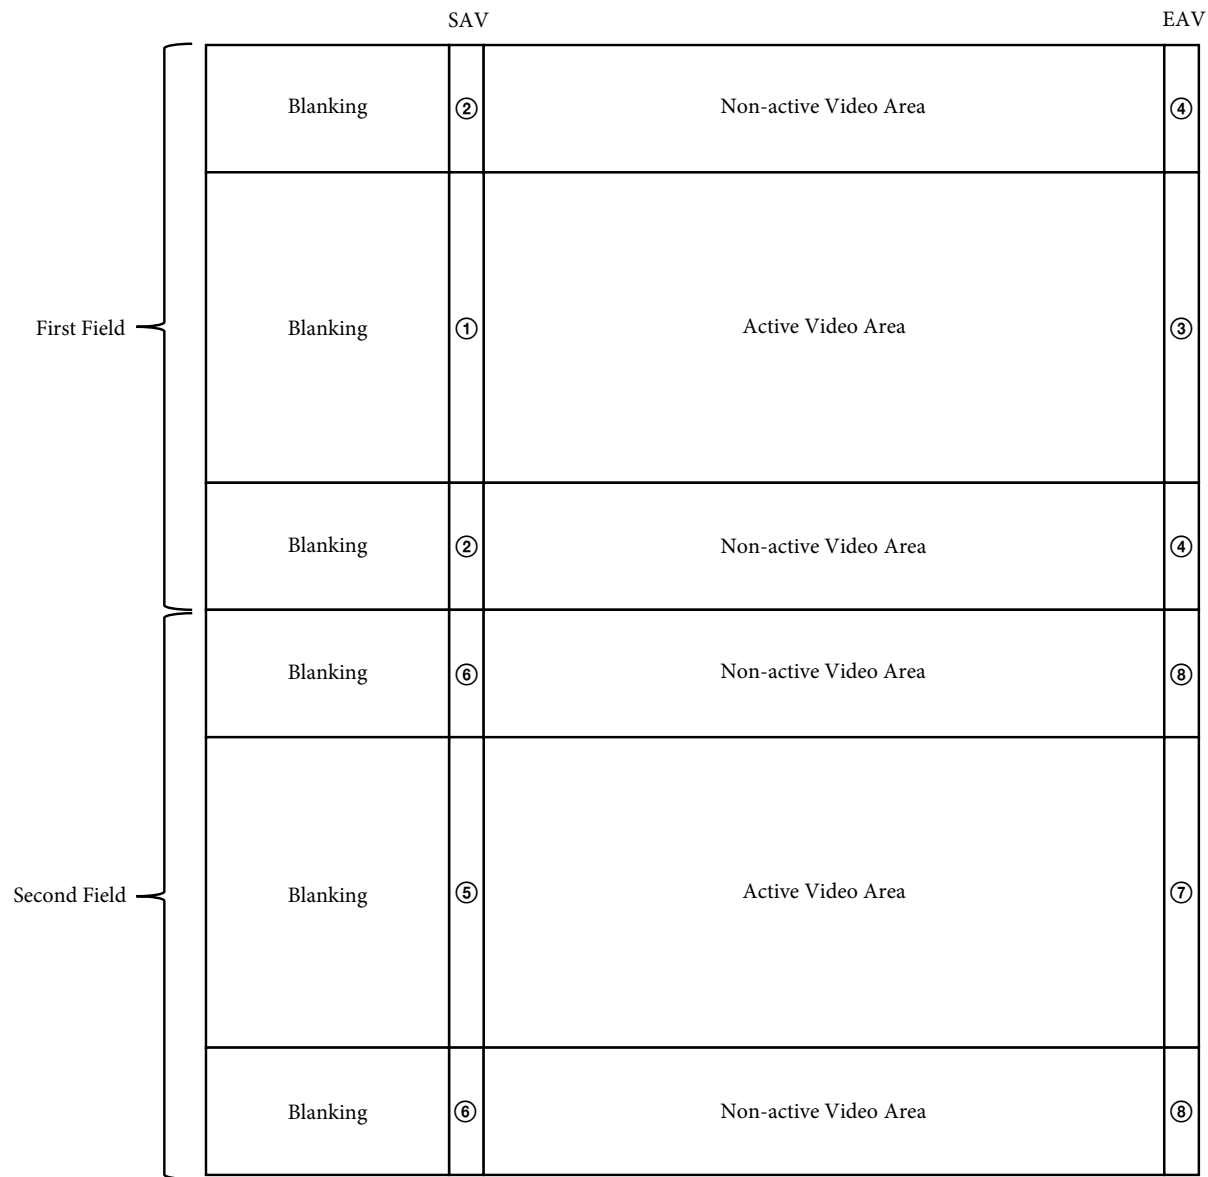 SAV EAV
Blanking ② Non-active Video Area ④
First Field Blanking ① Active Video Area ③
Blanking ② Non-active Video Area ④
Blanking ⑥ Non-active Video Area ⑧
Second Field Blanking ⑤ Active Video Area ⑦
Blanking ⑥ Non-active Video Area ⑧